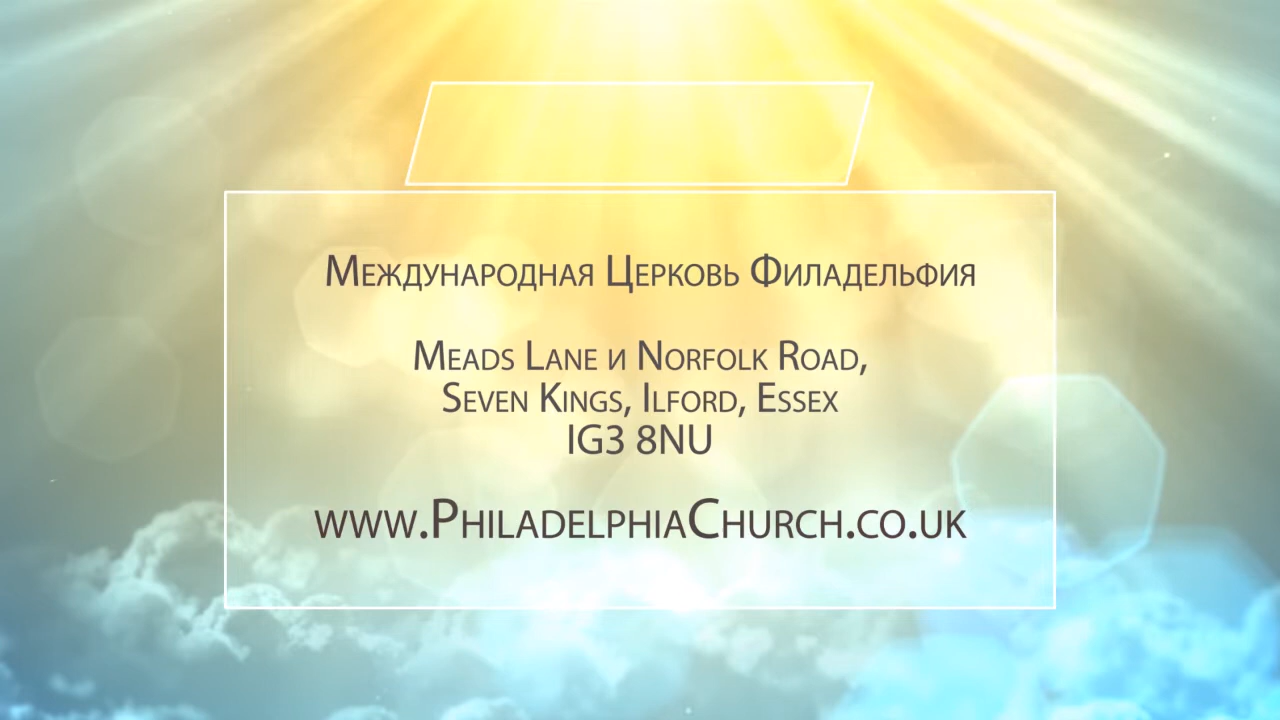 Международная Церковь Филадельфия
Meads Lane и Norfolk Road,
Seven Kings, Ilford, Essex
IG3 8NU
www.PhiladelphiaChurch.co.uk